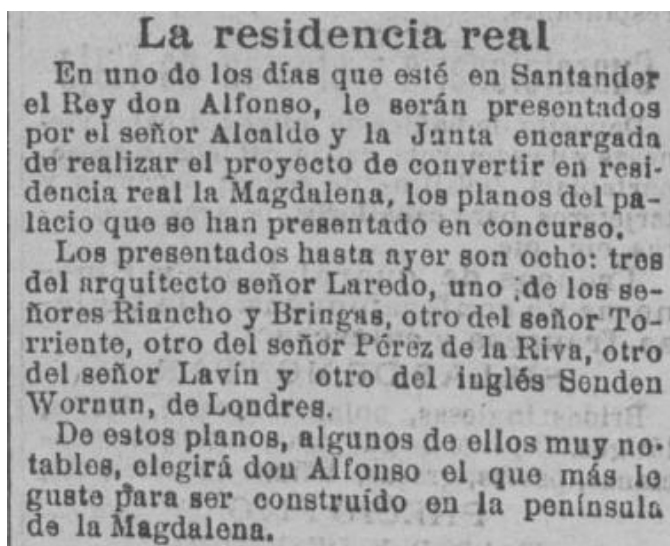 La residencia real
En uno de los días que esté en Santander
el Rey don Alfonso, le serán presentados
por el señor Alcalde y la Junta encargada
de realizar el proyecto de convertir en resi-
dencia real la Magdalena, los planos del pa-
lacio que se han presentado en concurso.
Los presentados hasta ayer son ocho: tres
del arquitecto señor Laredo, uno de los se-
ñores Riancho y Bringas, otro del señor To-
rriente, otro del señor Pérez de la Riva, otro
del señor Lavín y otro del inglés Senden
Wornun, de Londres.
De estos planos, algunos de ellos muy no-
tables, elegirá don Alfonso el que más le
guste para ser construído en la península
de la Magdalena.